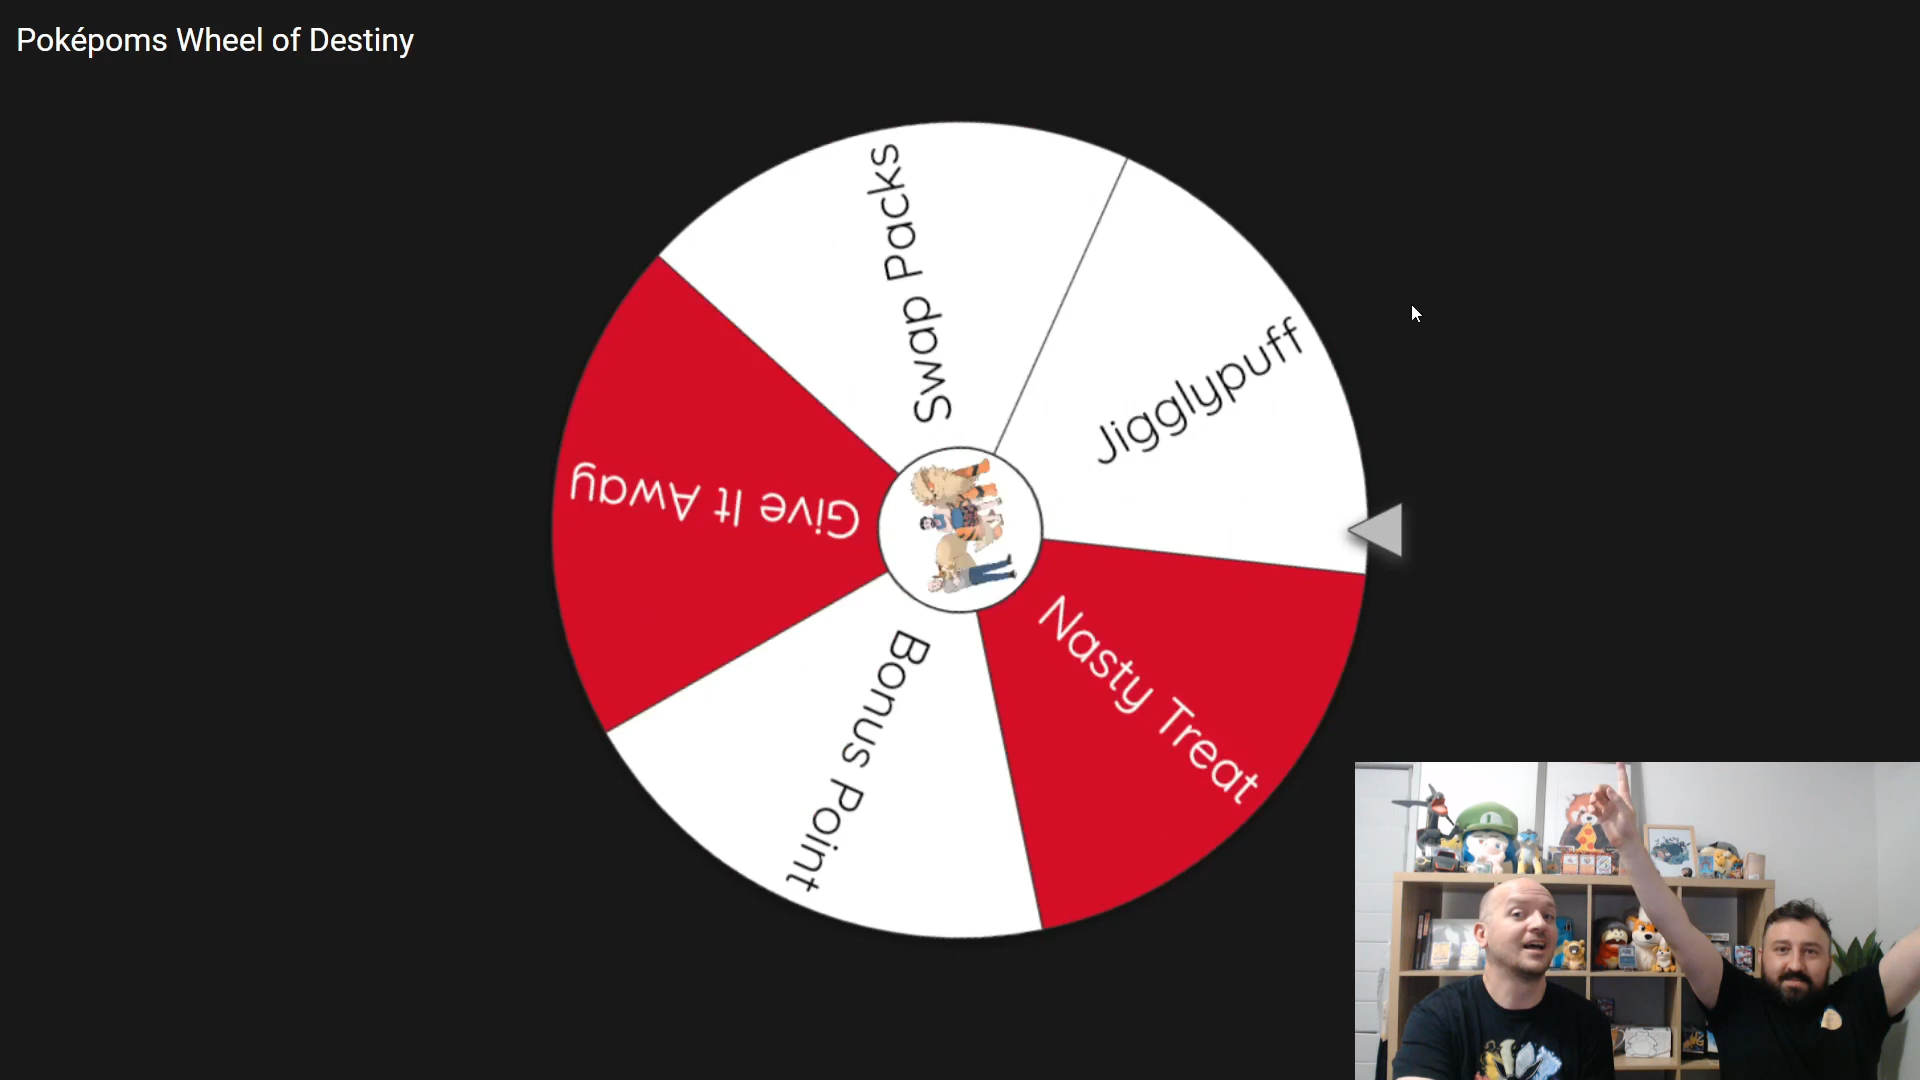 Poképoms Wheel of Destiny
Swap Packs
Jigglypuff
Give It Away
Nasty Treat
Bonus Point